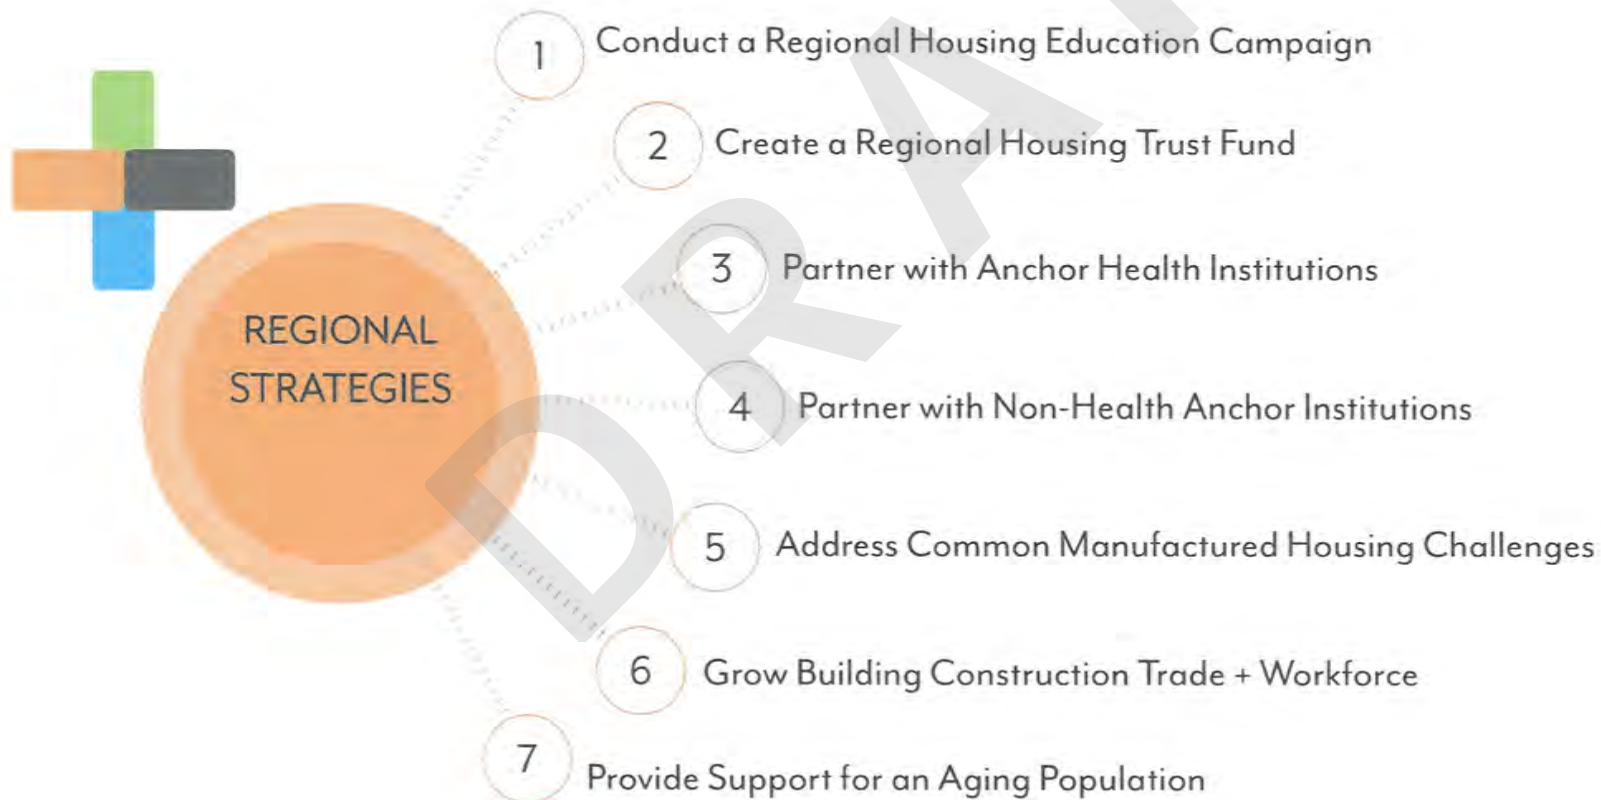 1 Conduct a Regional Housing Education Campaign
2 Create a Regional Housing Trust Fund
3 Partner with Anchor Health Institutions
REGIONAL
STRATEGIES
4 Partner with Non-Health Anchor Institutions
5 Address Common Manufactured Housing Challenges
6 Grow Building Construction Trade + Workforce
7 Provide Support for an Aging Population
DRA